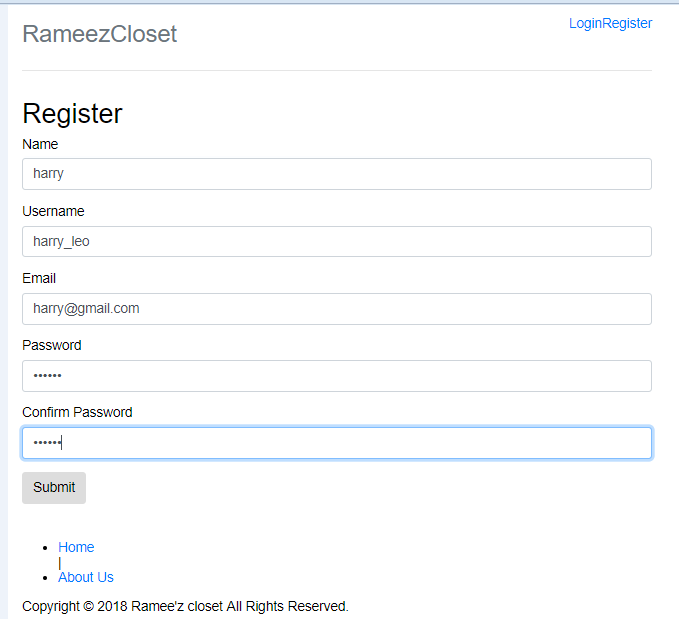 RameezCloset
LoginRegister
Register
Name
harry
Username
harry_leo
Email
harry@gmail.com
Password
••••••
Confirm Password
••••••
Submit
• Home
|
• About Us
Copyright © 2018 Ramee'z closet All Rights Reserved.